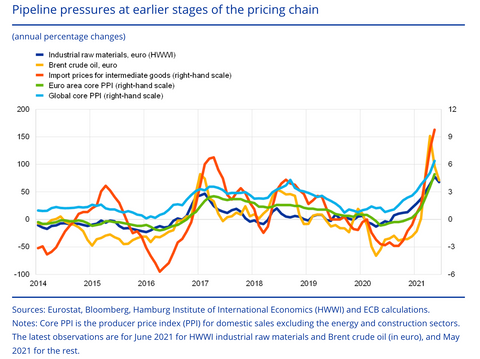 Pipeline pressures at earlier stages of the pricing chain
(annual percentage changes)
Industrial raw materials, euro (HWWI)
Brent crude oil, euro
Import prices for intermediate goods (right-hand scale)
Euro area core PPI (right-hand scale)
Global core PPI (right-hand scale)
200 12
150 9
100 6
50 3
0 0
-50 -3
-100 -6
2014 2015 2016 2017 2018 2019 2020 2021
Sources: Eurostat, Bloomberg, Hamburg Institute of International Economics (HWWI) and ECB calculations.
Notes: Core PPI is the producer price index (PPI) for domestic sales excluding the energy and construction sectors.
The latest observations are for June 2021 for HWWI industrial raw materials and Brent crude oil (in euro), and May
2021 for the rest.